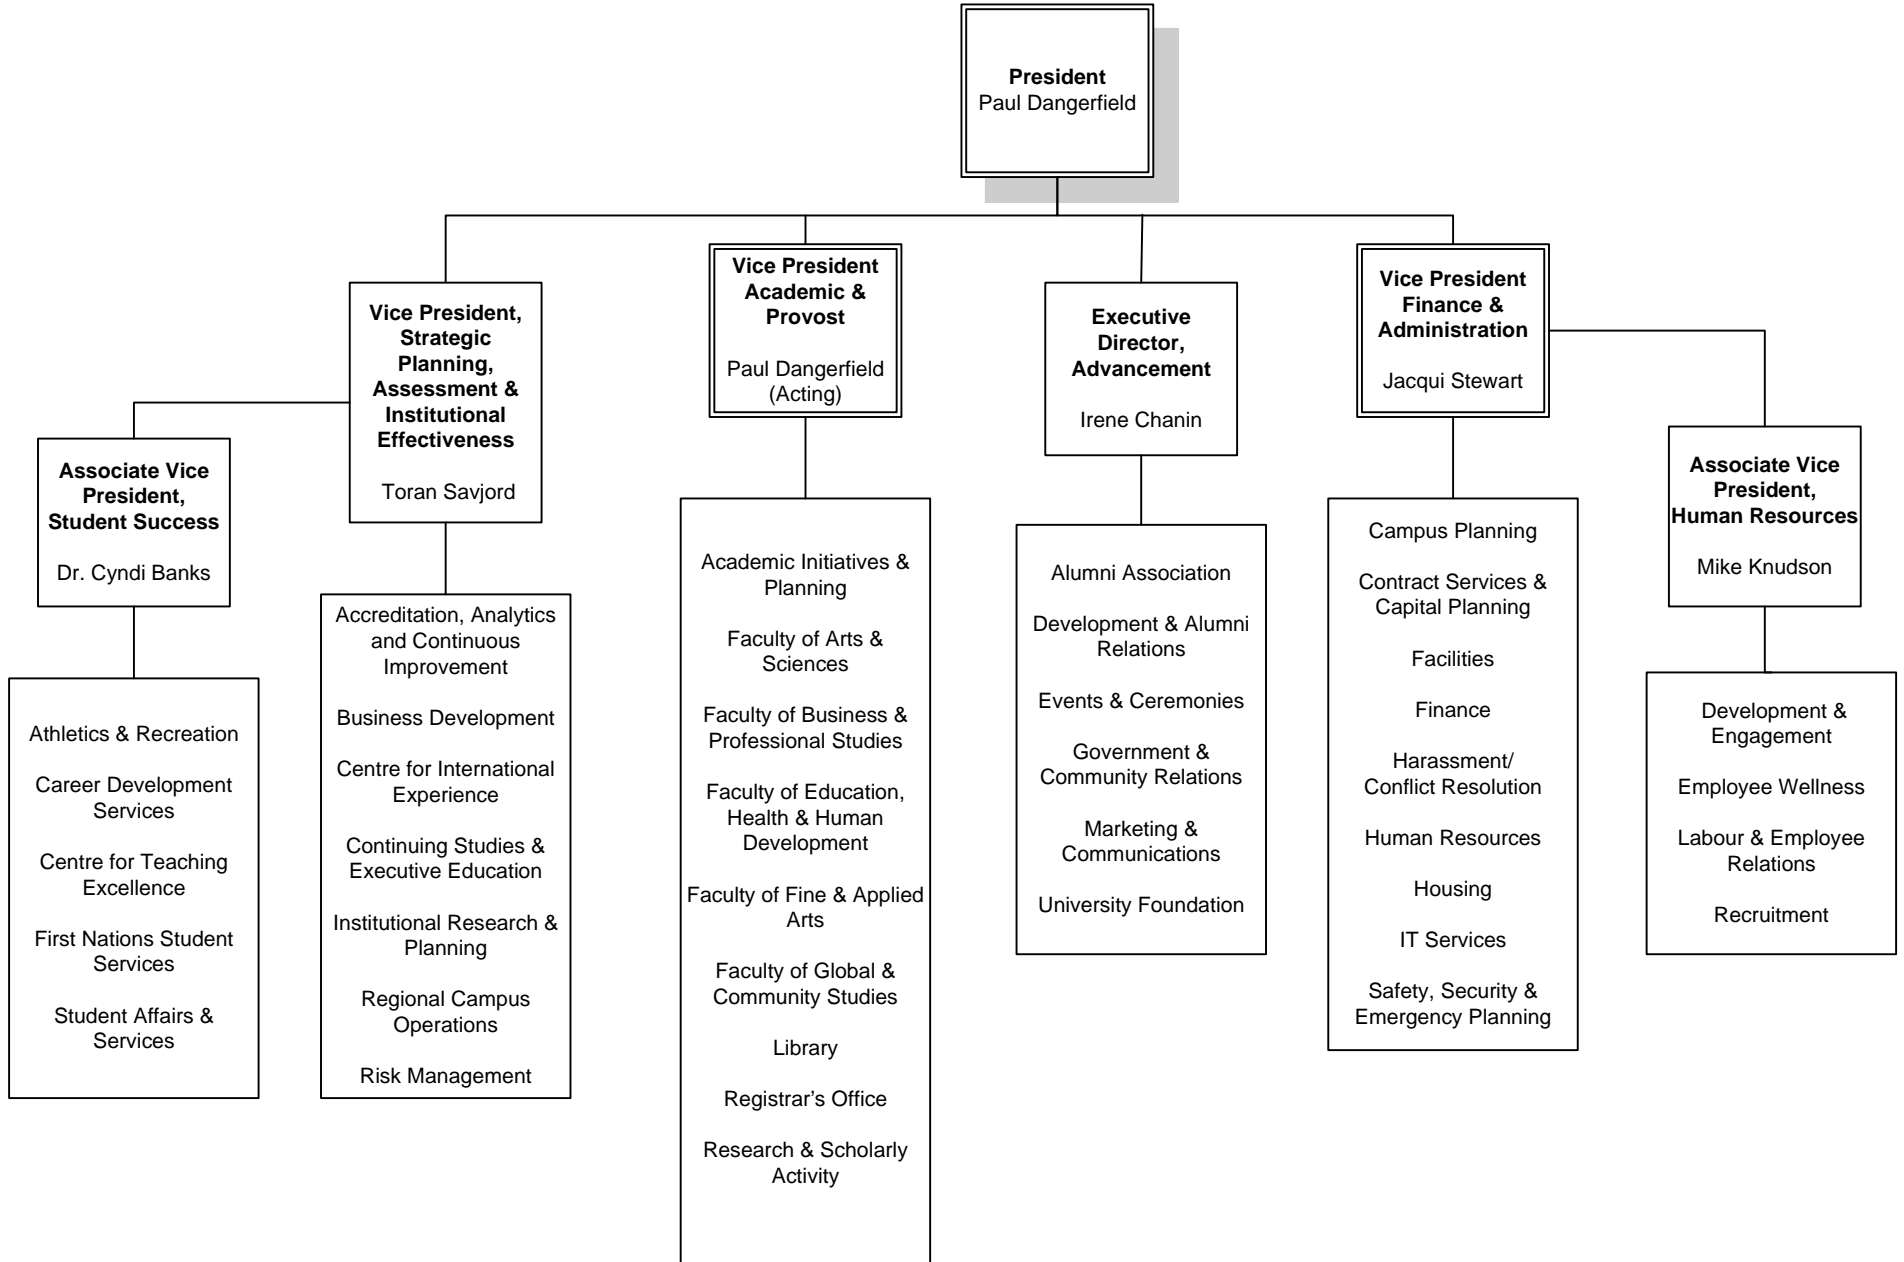 President
Paul Dangerfield
Vice President,
Strategic
Planning,
Assessment &
Institutional
Effectiveness
Toran Savjord
Vice President
Academic &
Provost
Paul Dangerfield
(Acting)
Executive
Director,
Advancement
Irene Chanin
Vice President
Finance &
Administration
Jacqui Stewart
Associate Vice
President,
Student Success
Dr. Cyndi Banks
Associate Vice
President,
Human Resources
Mike Knudson
Athletics & Recreation
Career Development
Services
Centre for Teaching
Excellence
First Nations Student
Services
Student Affairs &
Services
Accreditation, Analytics
and Continuous
Improvement
Business Development
Centre for International
Experience
Continuing Studies &
Executive Education
Institutional Research &
Planning
Regional Campus
Operations
Risk Management
Academic Initiatives &
Planning
Faculty of Arts &
Sciences
Faculty of Business &
Professional Studies
Faculty of Education,
Health & Human
Development
Faculty of Fine & Applied
Arts
Faculty of Global &
Community Studies
Library
Registrar’s Office
Research & Scholarly
Activity
Alumni Association
Development & Alumni
Relations
Events & Ceremonies
Government &
Community Relations
Marketing &
Communications
University Foundation
Campus Planning
Contract Services &
Capital Planning
Facilities
Finance
Harassment/
Conflict Resolution
Human Resources
Housing
IT Services
Safety, Security &
Emergency Planning
Development &
Engagement
Employee Wellness
Labour & Employee
Relations
Recruitment